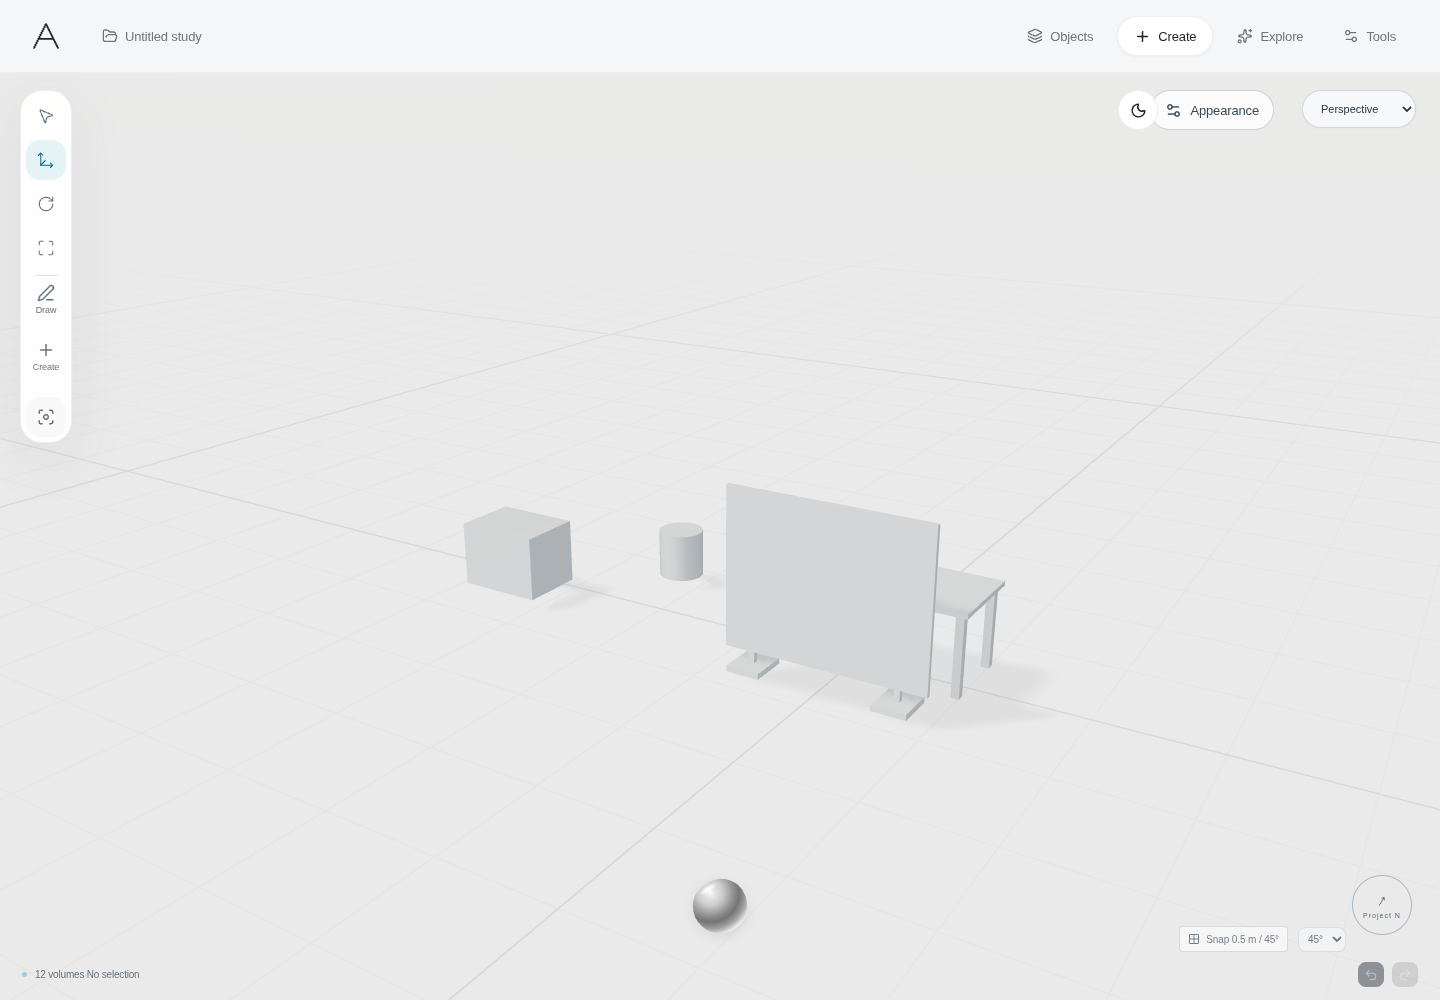 Untitled study
Objects
Create
Explore
Tools
Appearance
Perspective
Draw
Create
Project N
Snap 0.5 m / 45°
45°
12 volumes No selection